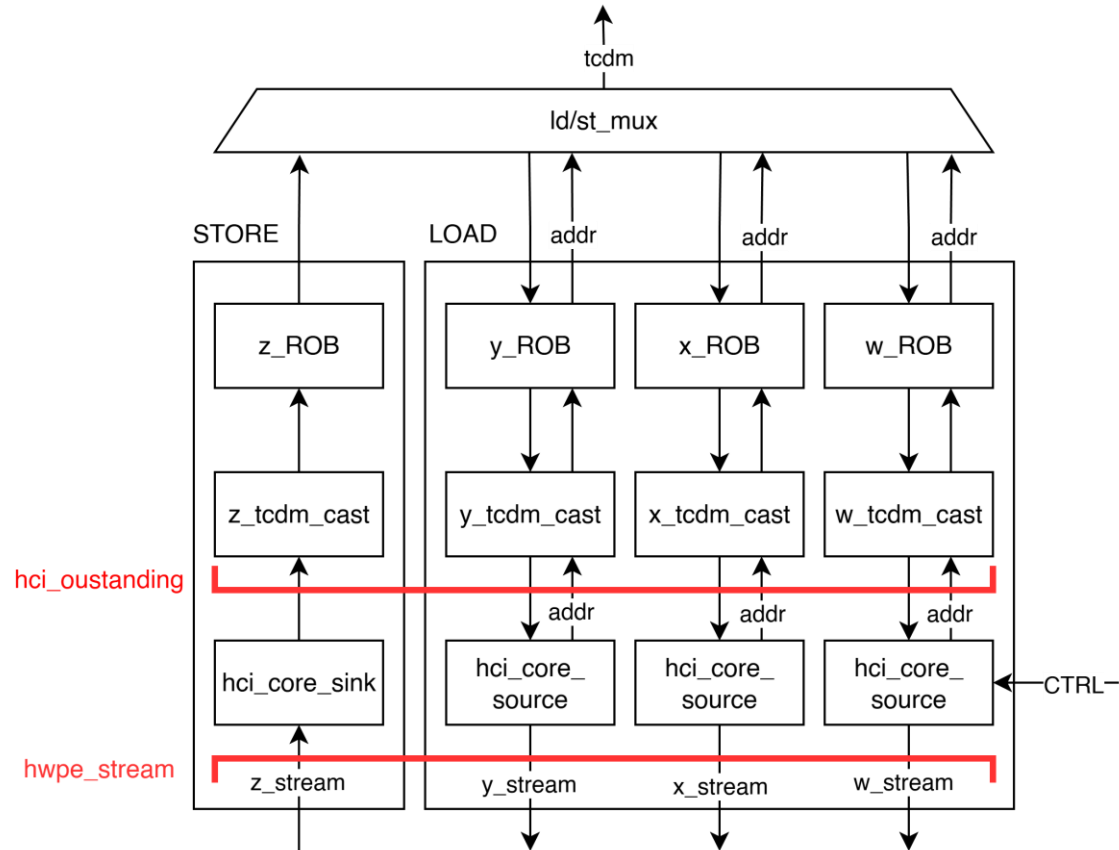 tcdm
ld/st_mux
STORE
LOAD
addr
addr
addr
z_ROB
y_ROB
x_ROB
w_ROB
z_tcdm_cast
y_tcdm_cast
x_tcdm_cast
w_tcdm_cast
hci_oustanding
addr
addr
addr
hci_core_sink
hci_core_
source
hci_core_
source
hci_core_
source
CTRL
hwpe_stream
z_stream
y_stream
x_stream
w_stream